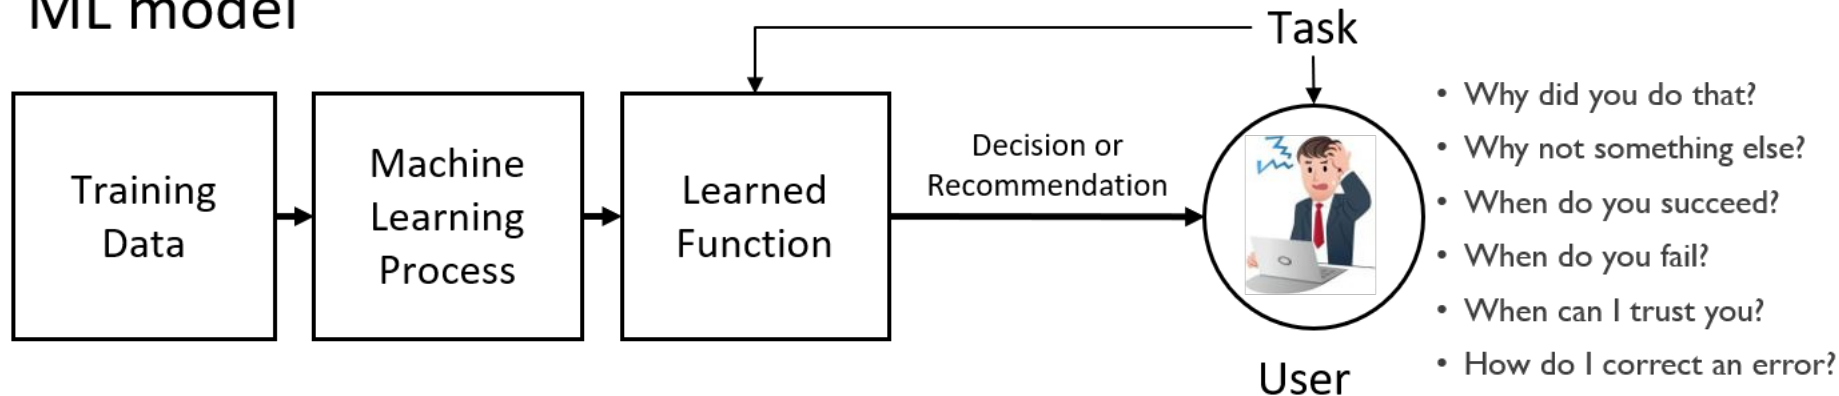 ML model
Task
Training
Data
Machine
Learning
Process
Learned
Function
Decision or
Recommendation
User
• Why did you do that?
• Why not something else?
• When do you succeed?
• When do you fail?
• When can I trust you?
• How do I correct an error?